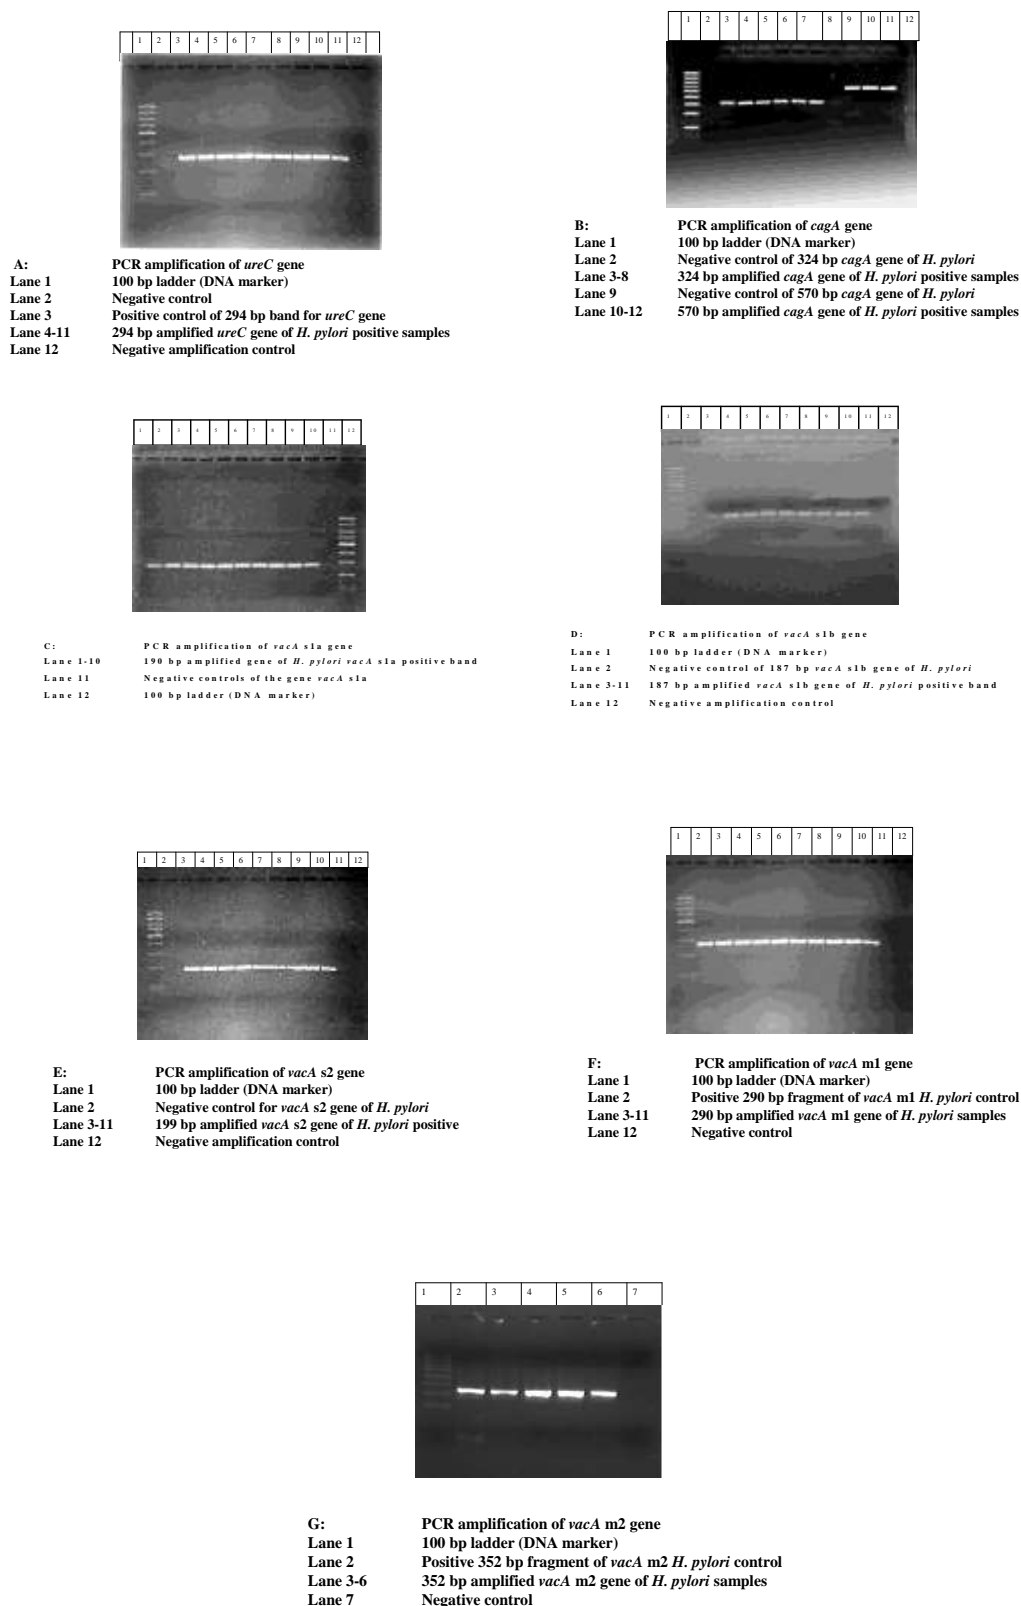 1 2 3 4 5 6 7 8 9 10 11 12
A: PCR amplification of ureC gene
Lane 1 100 bp ladder (DNA marker)
Lane 2 Negative control
Lane 3 Positive control of 294 bp band for ureC gene
Lane 4-11 294 bp amplified ureC gene of H. pylori positive samples
Lane 12 Negative amplification control
1 2 3 4 5 6 7 8 9 10 11 12
B: PCR amplification of cagA gene
Lane 1 100 bp ladder (DNA marker)
Lane 2 Negative control of 324 bp cagA gene of H. pylori
Lane 3-8 324 bp amplified cagA gene of H. pylori positive samples
Lane 9 Negative control of 570 bp cagA gene of H. pylori
Lane 10-12 570 bp amplified cagA gene of H. pylori positive samples
1 2 3 4 5 6 7 8 9 10 11 12
C: PCR amplification of vacA s1a gene
Lane 1-10 190 bp amplified gene of H. pylori vacA s1a positive band
Lane 11 Negative controls of the gene vacA s1a
Lane 12 100 bp ladder (DNA marker)
1 2 3 4 5 6 7 8 9 10 11 12
D: PCR amplification of vacA s1b gene
Lane 1 100 bp ladder (DNA marker)
Lane 2 Negative control of 187 bp vacA s1b gene of H. pylori
Lane 3-11 187 bp amplified vacA s1b gene of H. pylori positive band
Lane 12 Negative amplification control
1 2 3 4 5 6 7 8 9 10 11 12
E: PCR amplification of vacA s2 gene
Lane 1 100 bp ladder (DNA marker)
Lane 2 Negative control for vacA s2 gene of H. pylori
Lane 3-11 199 bp amplified vacA s2 gene of H. pylori positive
Lane 12 Negative amplification control
1 2 3 4 5 6 7 8 9 10 11 12
F: PCR amplification of vacA m1 gene
Lane 1 100 bp ladder (DNA marker)
Lane 2 Positive 290 bp fragment of vacA m1 H. pylori control
Lane 3-11 290 bp amplified vacA m1 gene of H. pylori samples
Lane 12 Negative control
1 2 3 4 5 6 7
G: PCR amplification of vacA m2 gene
Lane 1 100 bp ladder (DNA marker)
Lane 2 Positive 352 bp fragment of vacA m2 H. pylori control
Lane 3-6 352 bp amplified vacA m2 gene of H. pylori samples
Lane 7 Negative control